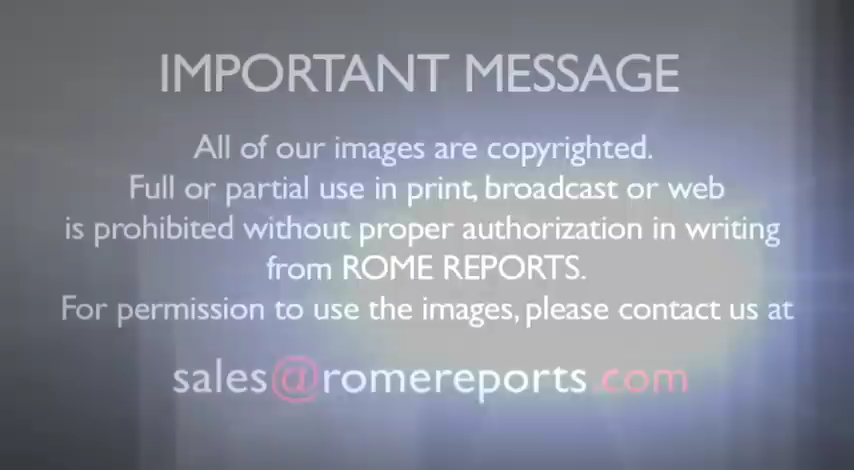 IMPORTANT MESSAGE
All of our images are copyrighted.
Full or partial use in print, broadcast or web
is prohibited without proper authorization in writing
from ROME REPORTS.
For permission to use the images, please contact us at
sales@romereports.com